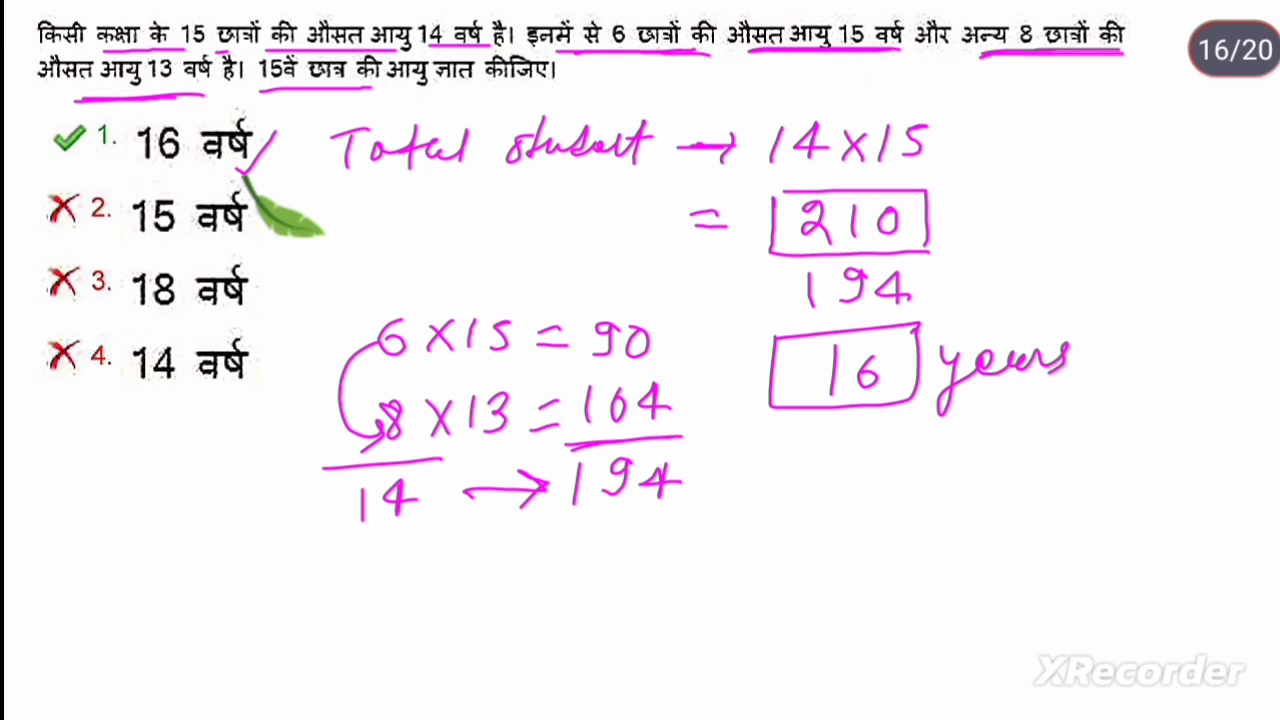 किसी कक्षा के 15 छात्रों की औसत आयु 14 वर्ष है। इनमें से 6 छात्रों की औसत आयु 15 वर्ष और अन्य 8 छात्रों की
औसत आयु 13 वर्ष है। 15वें छात्र की आयु ज्ञात कीजिए।
16/20
1. 16 वर्ष
2. 15 वर्ष
3. 18 वर्ष
4. 14 वर्ष
Total student → 14×15
= 210
194
16 years
6×15=90
8×13=104
14 → 194
XRecorder